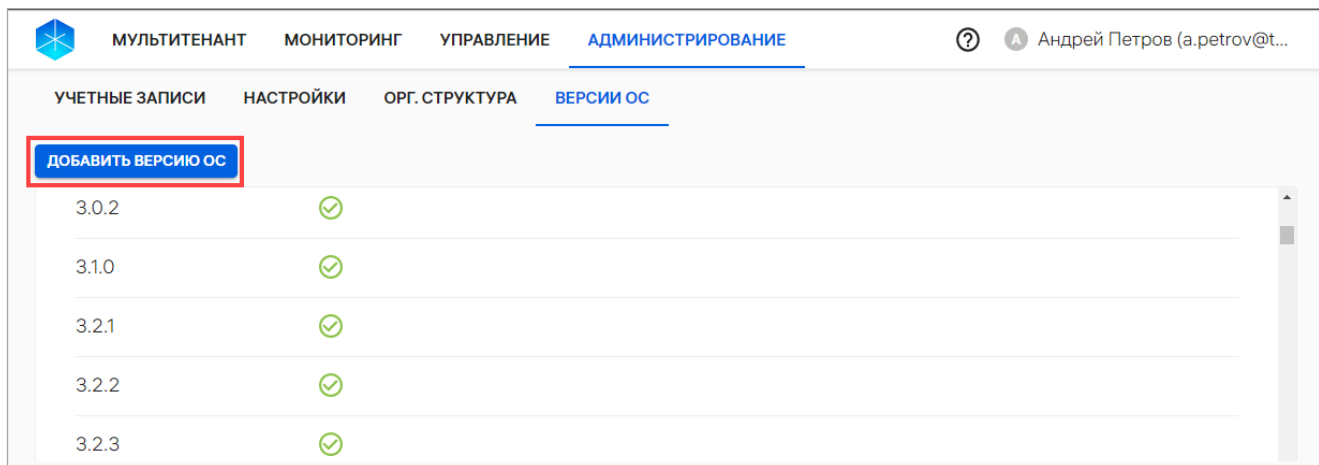 МУЛЬТИТЕНАНТ МОНИТОРИНГ УПРАВЛЕНИЕ АДМИНИСТРИРОВАНИЕ ? А Андрей Петров (a.petrov@t...
УЧЕТНЫЕ ЗАПИСИ НАСТРОЙКИ ОРГ. СТРУКТУРА ВЕРСИИ ОС
ДОБАВИТЬ ВЕРСИЮ ОС
3.0.2
3.1.0
3.2.1
3.2.2
3.2.3